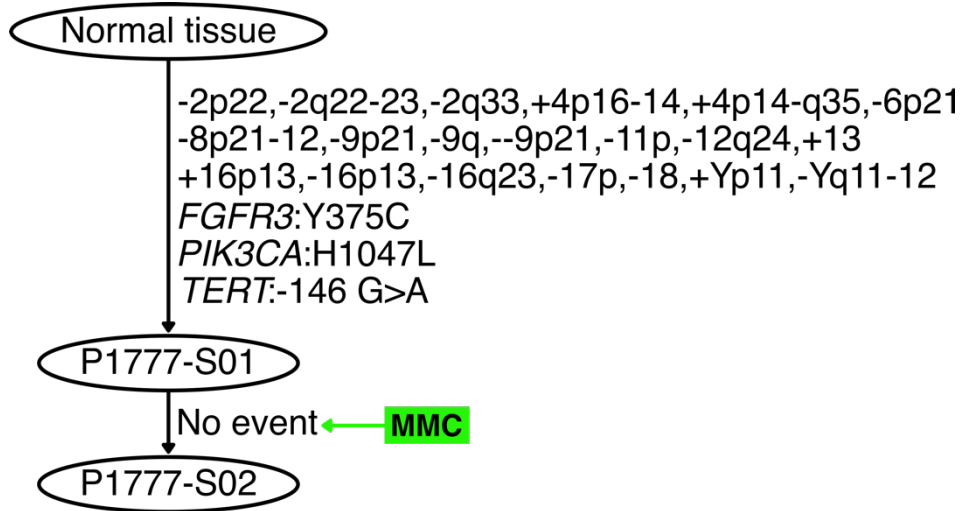 Normal tissue
-2p22,-2q22-23,-2q33,+4p16-14,+4p14-q35,-6p21
-8p21-12,-9p21,-9q,--9p21,-11p,-12q24,+13
+16p13,-16p13,-16q23,-17p,-18,+Yp11,-Yq11-12
FGFR3:Y375C
PIK3CA:H1047L
TERT:-146 G>A
P1777-S01
No event MMC
P1777-S02